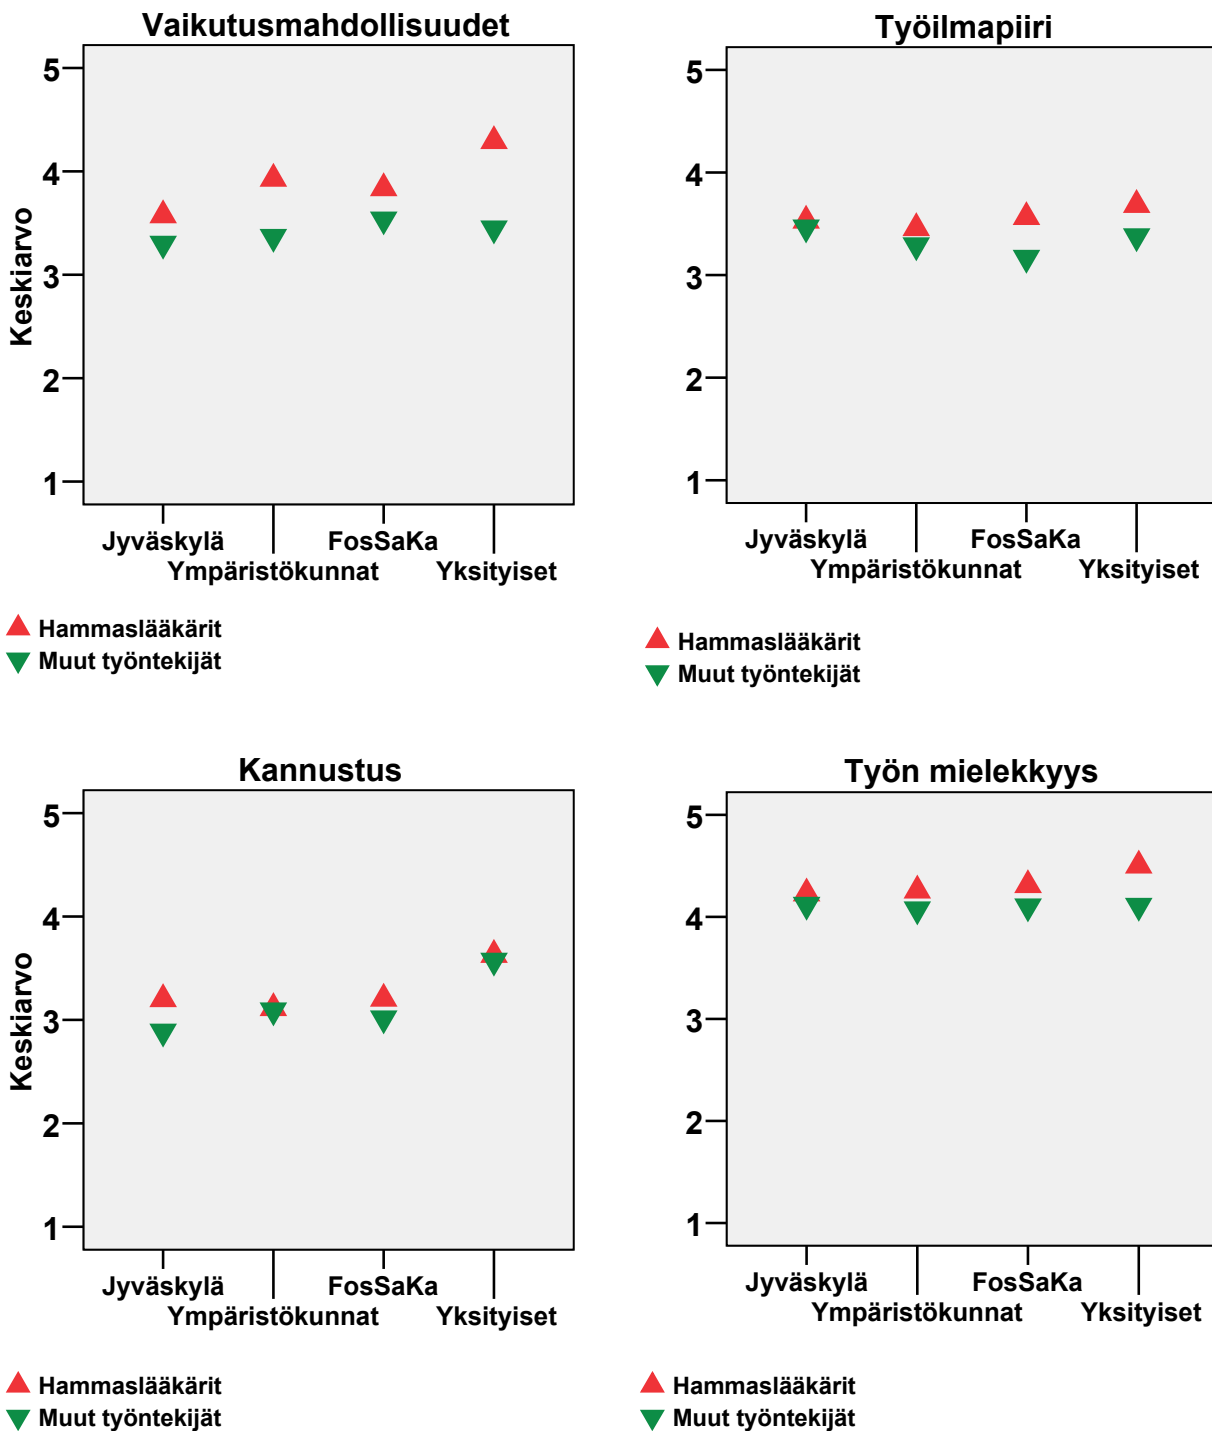 Vaikutusmahdollisuudet
5
4
3
2
1
Keskiarvo
Jyväskylä
FosSaKa
Ympäristökunnat
Yksityiset
Hammaslääkärit
Muut työntekijät
Työilmapiiri
5
4
3
2
1
Jyväskylä
FosSaKa
Ympäristökunnat
Yksityiset
Hammaslääkärit
Muut työntekijät
Kannustus
5
4
3
2
1
Keskiarvo
Jyväskylä
FosSaKa
Ympäristökunnat
Yksityiset
Hammaslääkärit
Muut työntekijät
Työn mielekkyys
5
4
3
2
1
Jyväskylä
FosSaKa
Ympäristökunnat
Yksityiset
Hammaslääkärit
Muut työntekijät